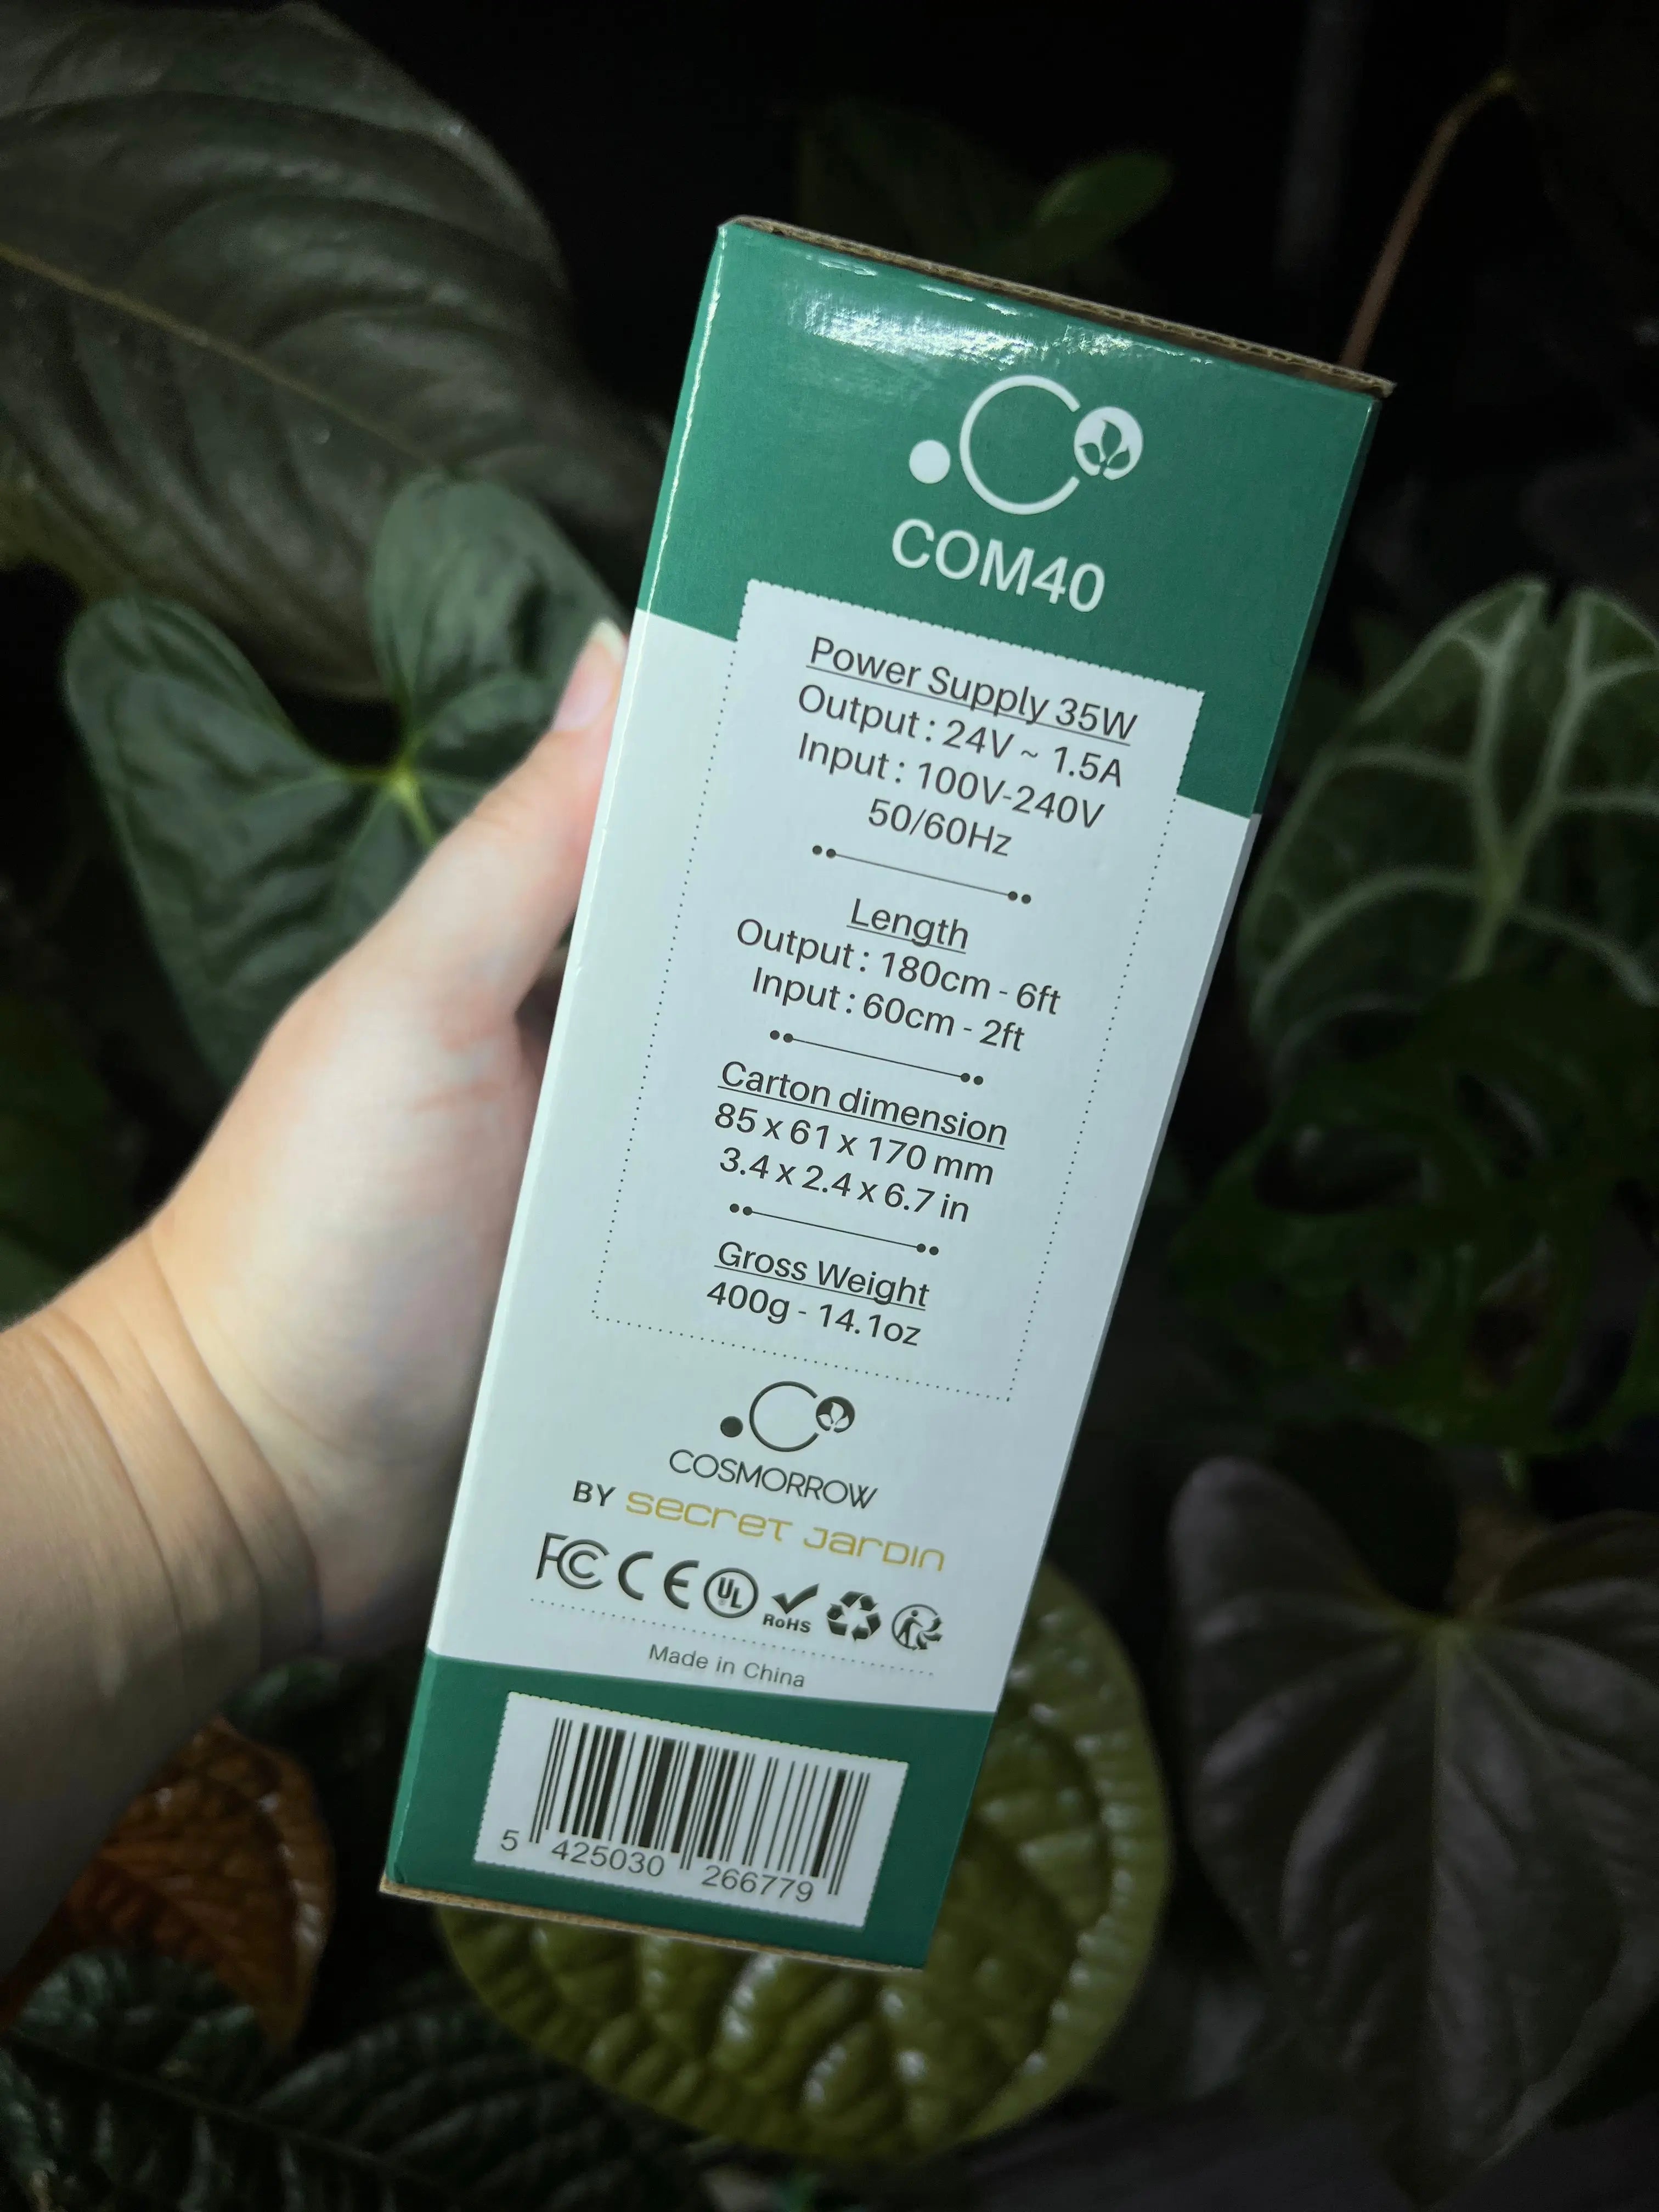 COM40
Power Supply 35W
Output : 24V ~ 1.5A
Input : 100V-240V
50/60Hz
Length
Output : 180cm - 6ft
Input : 60cm - 2ft
Carton dimension
85 x 61 x 170 mm
3.4 x 2.4 x 6.7 in
Gross Weight
400g - 14.1oz
COSMORROW
BY secret jardin
FC CE UL RoHS
Made in China
5 425030 266779